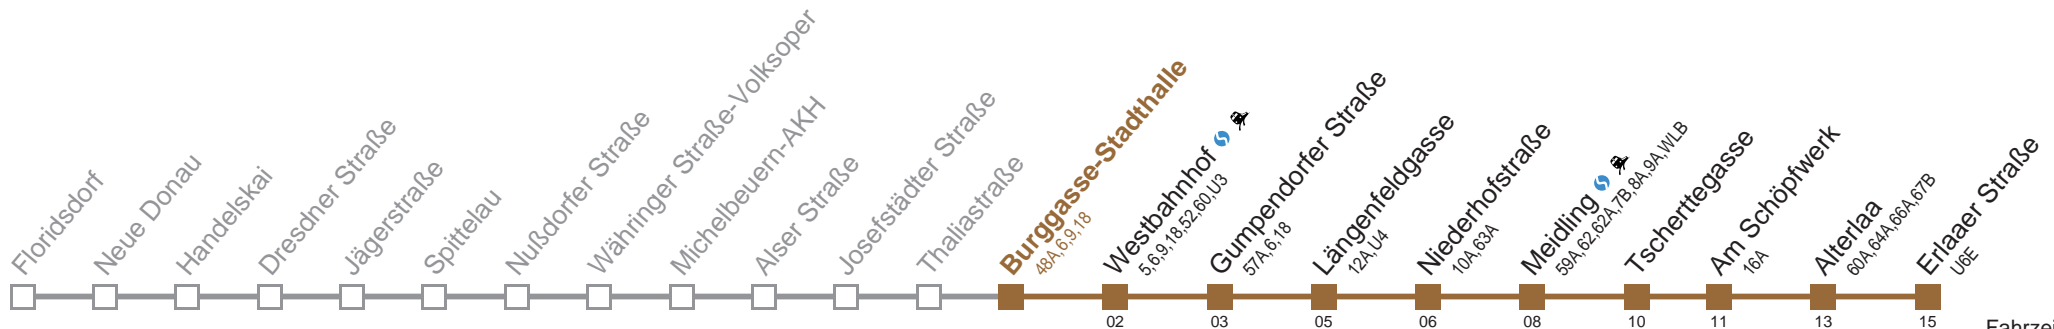 Floridsdorf
Neue Donau
Handelskai
Dresdner Straße
Jägerstraße
Spittelau
Nußdorfer Straße
Währinger Straße-Volksoper
Michelbeuern-AKH
Alser Straße
Josefstädter Straße
Thaliastraße
Burggasse-Stadthalle
48A,6,9,18
Westbahnhof
5,6,9,18,52,60,U3
Gumpendorfer Straße
57A,6,18
Längenfeldgasse
12A,U4
Niederhofstraße
10A,63A
Meidling
59A,62,62A,7B,8A,9A,WLB
Tscherttegasse
Am Schöpfwerk
16A
Alterlaa
60A,64A,66A,67B
Erlaaer Straße
U6E
02 03 05 06 08 10 11 13 15